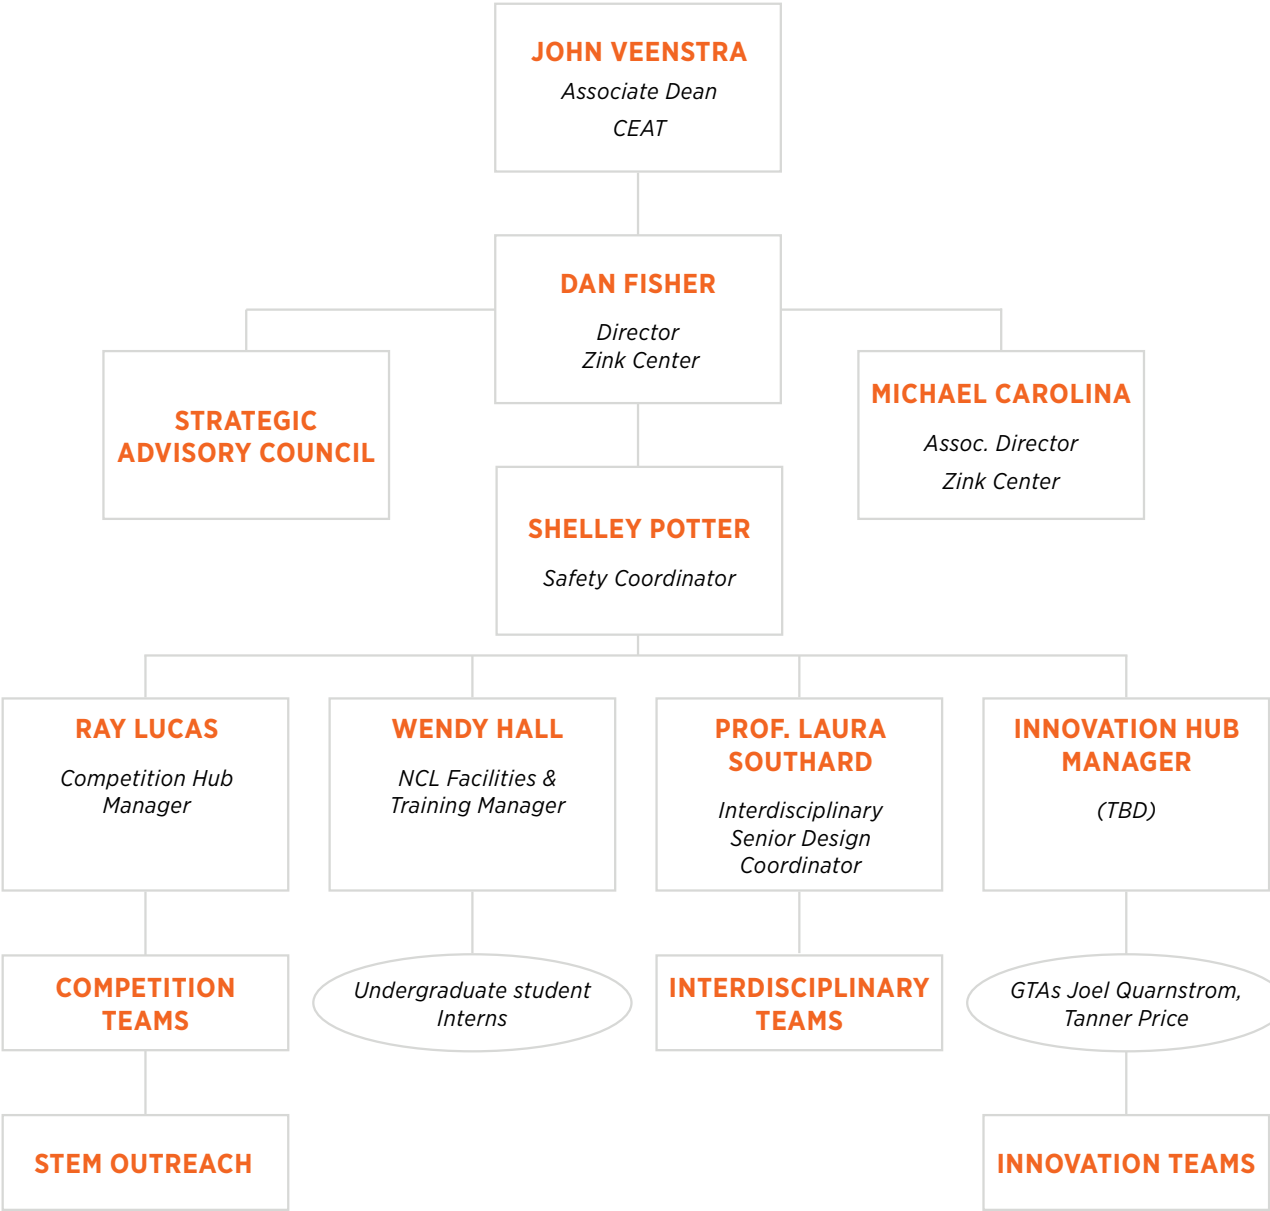 JOHN VEENSTRA
Associate Dean
CEAT
DAN FISHER
Director
Zink Center
STRATEGIC
ADVISORY COUNCIL
MICHAEL CAROLINA
Assoc. Director
Zink Center
SHELLEY POTTER
Safety Coordinator
RAY LUCAS
Competition Hub
Manager
WENDY HALL
NCL Facilities &
Training Manager
PROF. LAURA
SOUTHARD
Interdisciplinary
Senior Design
Coordinator
INNOVATION HUB
MANAGER
(TBD)
COMPETITION
TEAMS
Undergraduate student
Interns
INTERDISCIPLINARY
TEAMS
GTAs Joel Quarnstrom,
Tanner Price
STEM OUTREACH
INNOVATION TEAMS